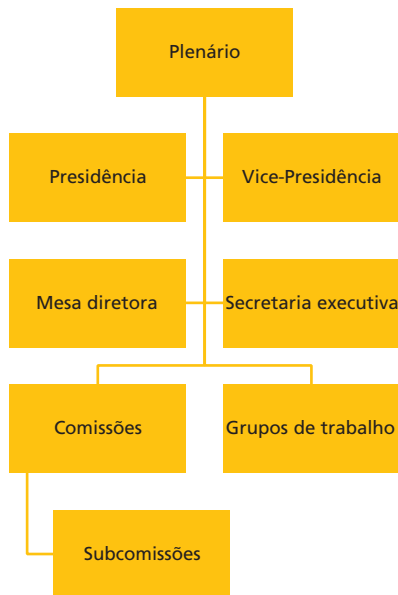 Plenário
Presidência
Vice-Presidência
Mesa diretora
Secretaria executiva
Comissões
Grupos de trabalho
Subcomissões